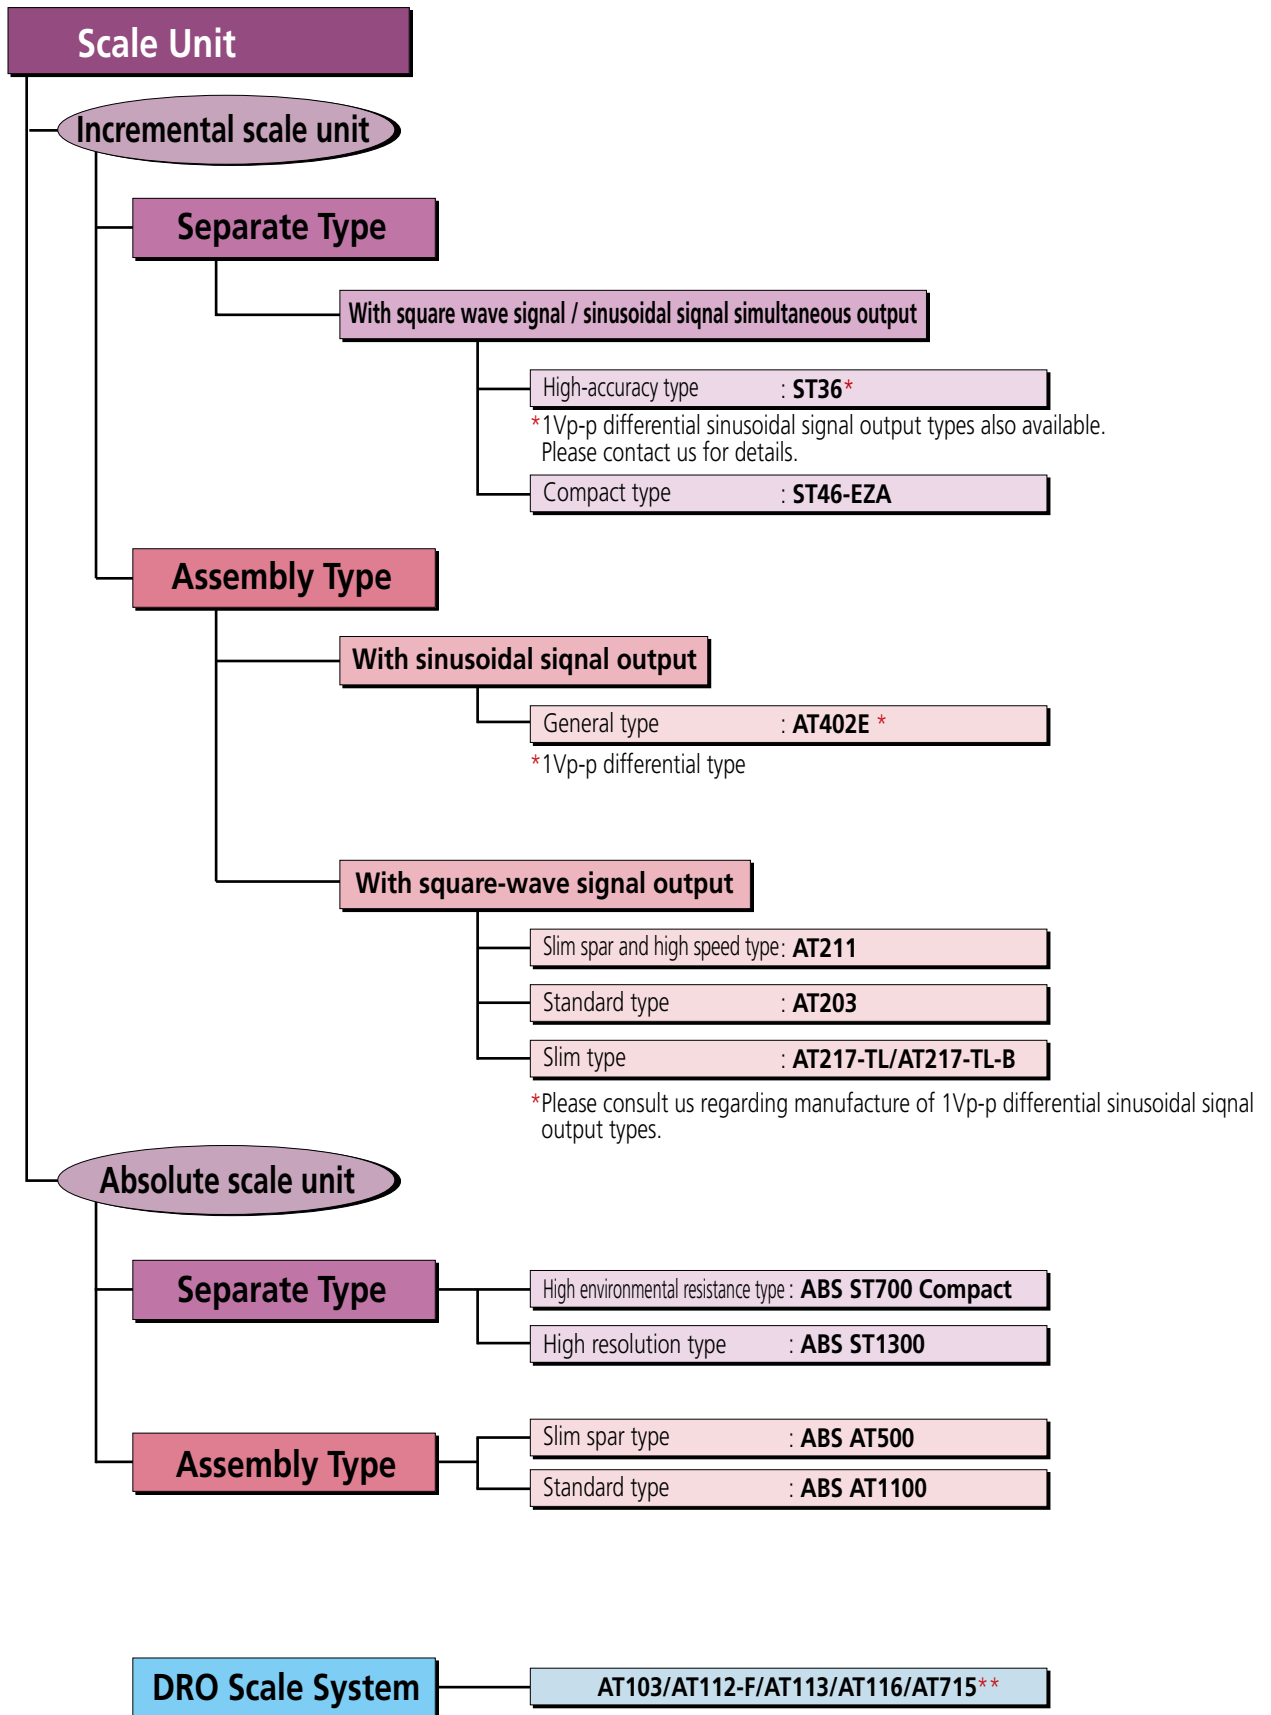 Scale Unit
Incremental scale unit
Separate Type
With square wave signal / sinusoidal siqnal simultaneous output
High-accuracy type : ST36*
*1Vp-p differential sinusoidal signal output types also available.
Please contact us for details.
Compact type : ST46-EZA
Assembly Type
With sinusoidal siqnal output
General type : AT402E *
*1Vp-p differential type
With square-wave signal output
Slim spar and high speed type: AT211
Standard type : AT203
Slim type : AT217-TL/AT217-TL-B
*Please consult us regarding manufacture of 1Vp-p differential sinusoidal siqnal
output types.
Absolute scale unit
Separate Type
High environmental resistance type : ABS ST700 Compact
High resolution type : ABS ST1300
Assembly Type
Slim spar type : ABS AT500
Standard type : ABS AT1100
DRO Scale System
AT103/AT112-F/AT113/AT116/AT715**